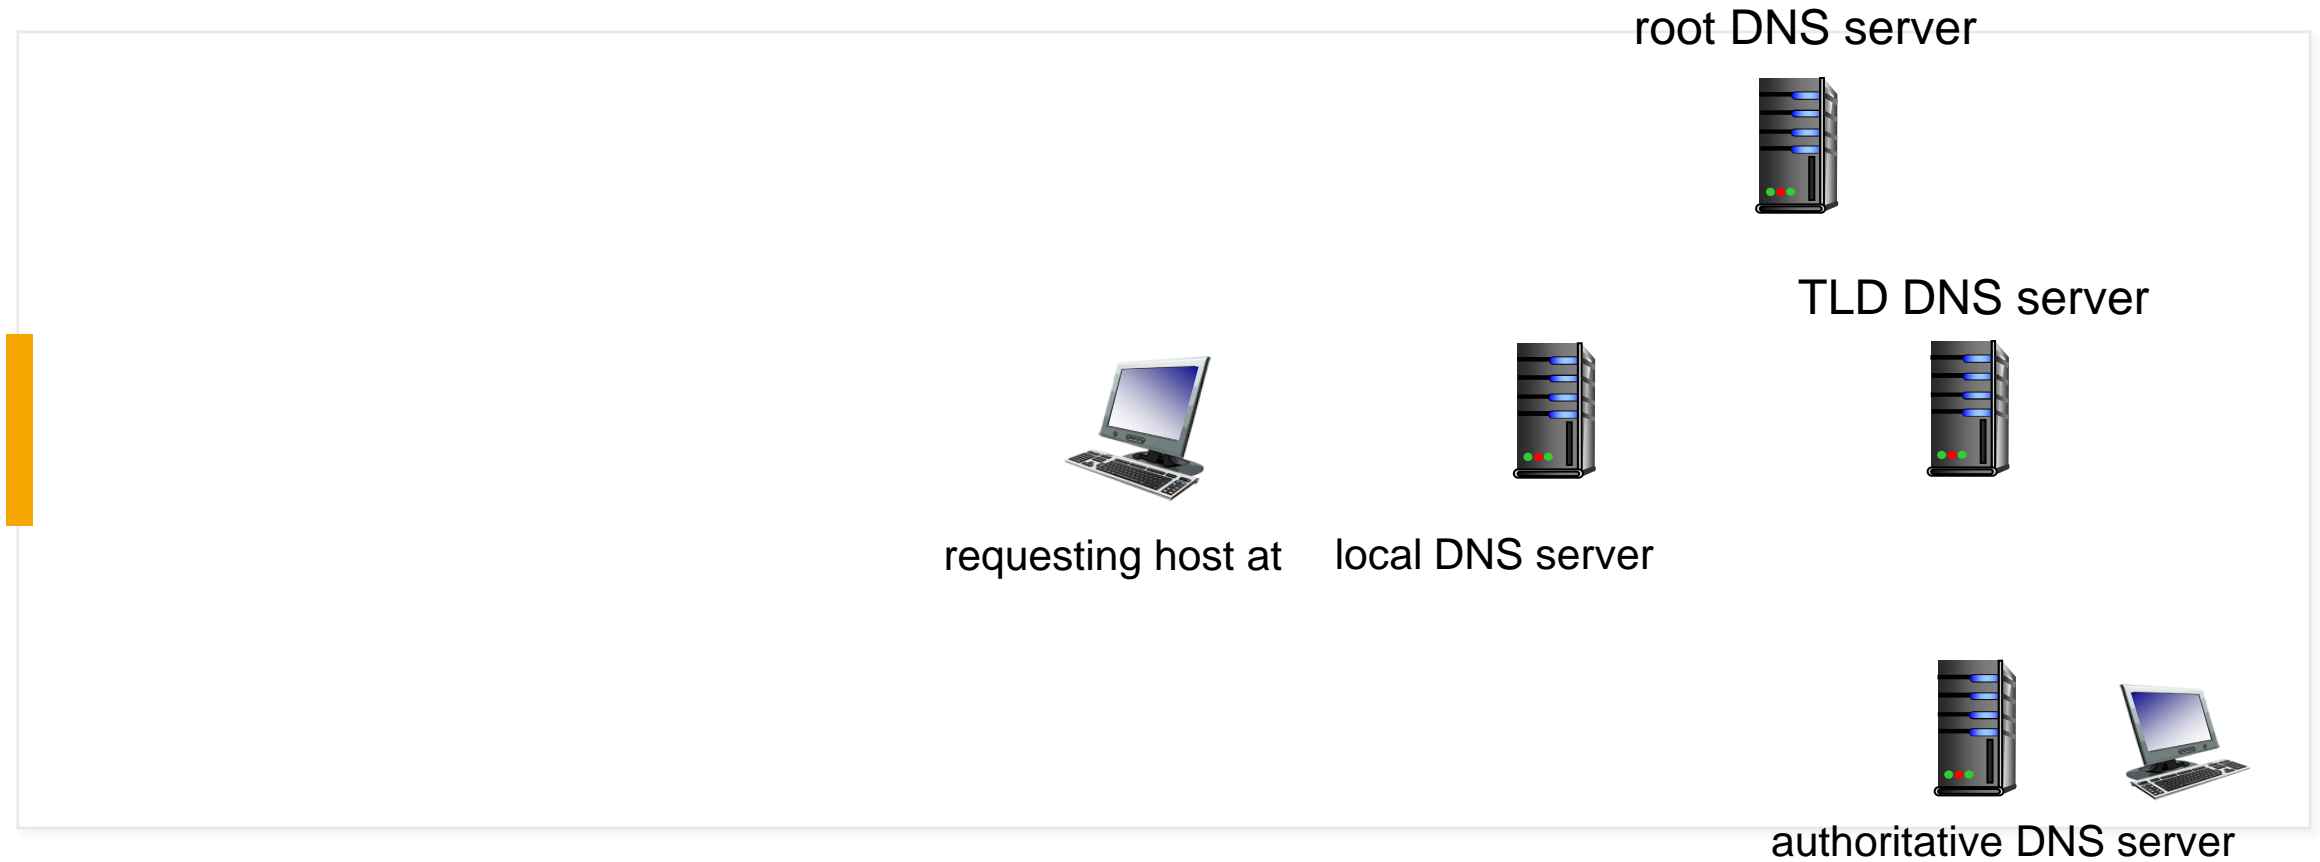 root DNS server
TLD DNS server
requesting host at
local DNS server
authoritative DNS server